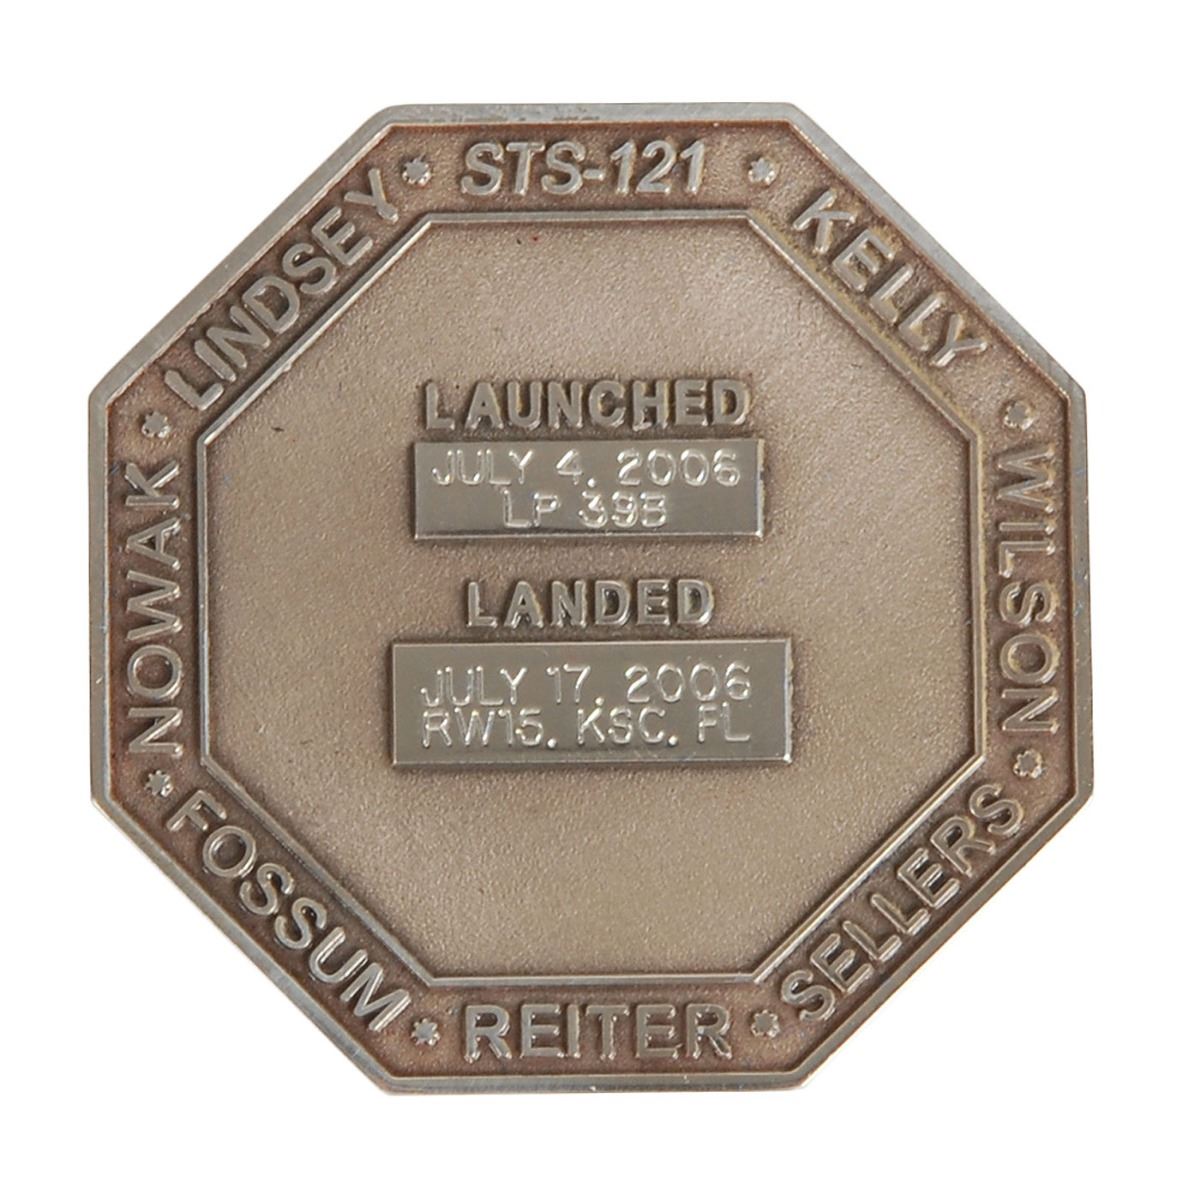 STS-121
KELLY
WILSON
SELLERS
REITER
FOSSUM
NOWAK
LINDSEY
LAUNCHED
JULY 4, 2006
LP 39B
LANDED
JULY 17, 2006
RW15, KSC, FL